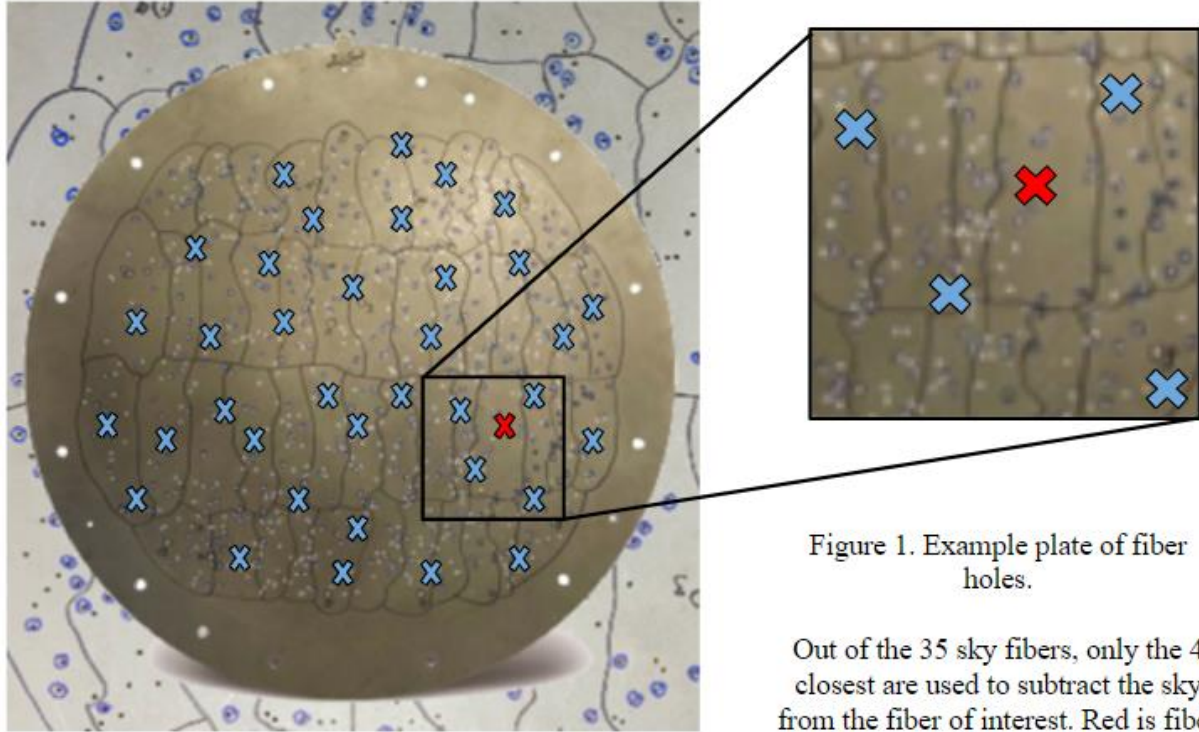 Figure 1. Example plate of fiber
holes.
Out of the 35 sky fibers, only the 4
closest are used to subtract the sky
from the fiber of interest. Red is